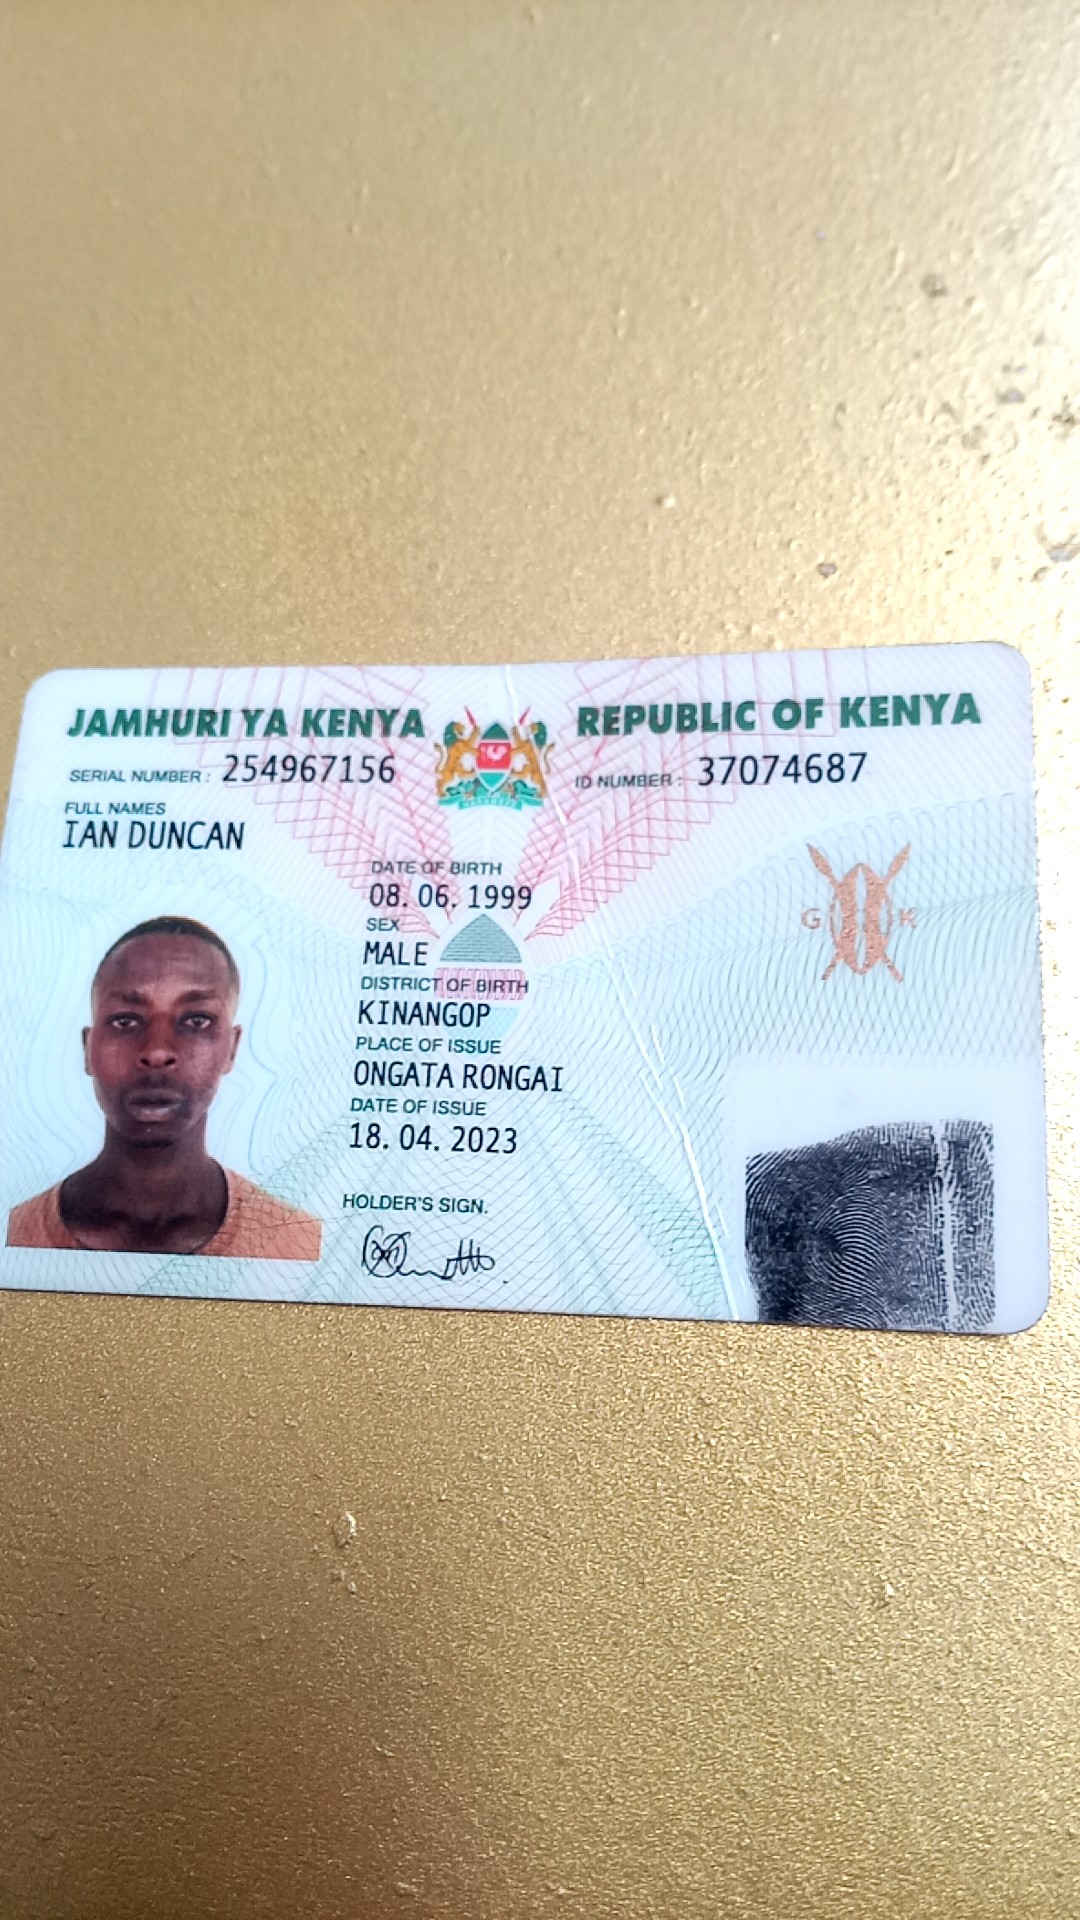 JAMHURI YA KENYA REPUBLIC OF KENYA
SERIAL NUMBER : 254967156 ID NUMBER : 37074687
FULL NAMES
IAN DUNCAN
DATE OF BIRTH
08. 06. 1999
SEX
MALE
DISTRICT OF BIRTH
KINANGOP
PLACE OF ISSUE
ONGATA RONGAI
DATE OF ISSUE
18. 04. 2023
HOLDER'S SIGN.
G K